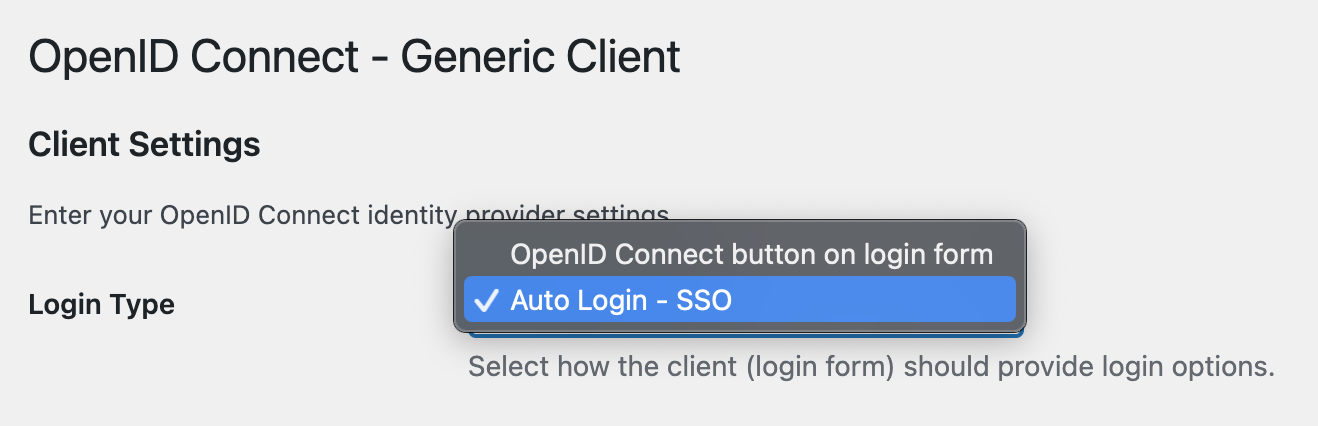 OpenID Connect - Generic Client
Client Settings
Enter your OpenID Connect identity provider settings
OpenID Connect button on login form
Login Type
✓ Auto Login - SSO
Select how the client (login form) should provide login options.